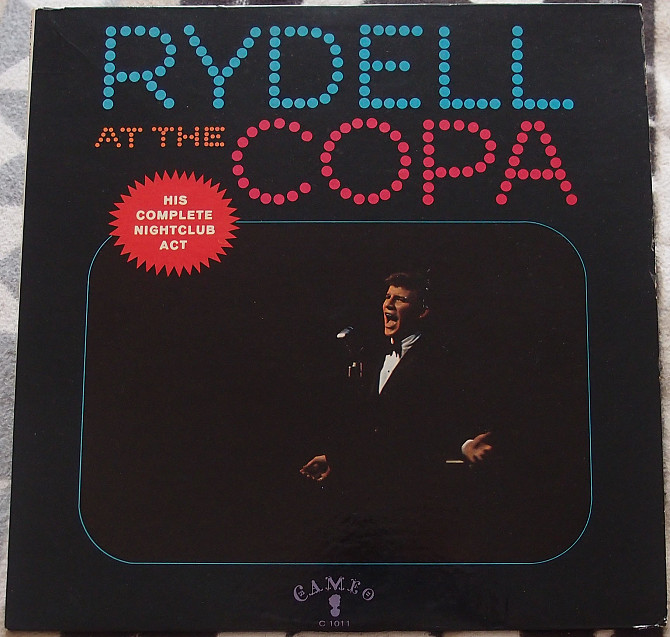 RYDELL
AT THE COPA
HIS
COMPLETE
NIGHTCLUB
ACT
CAMEO
C 1011